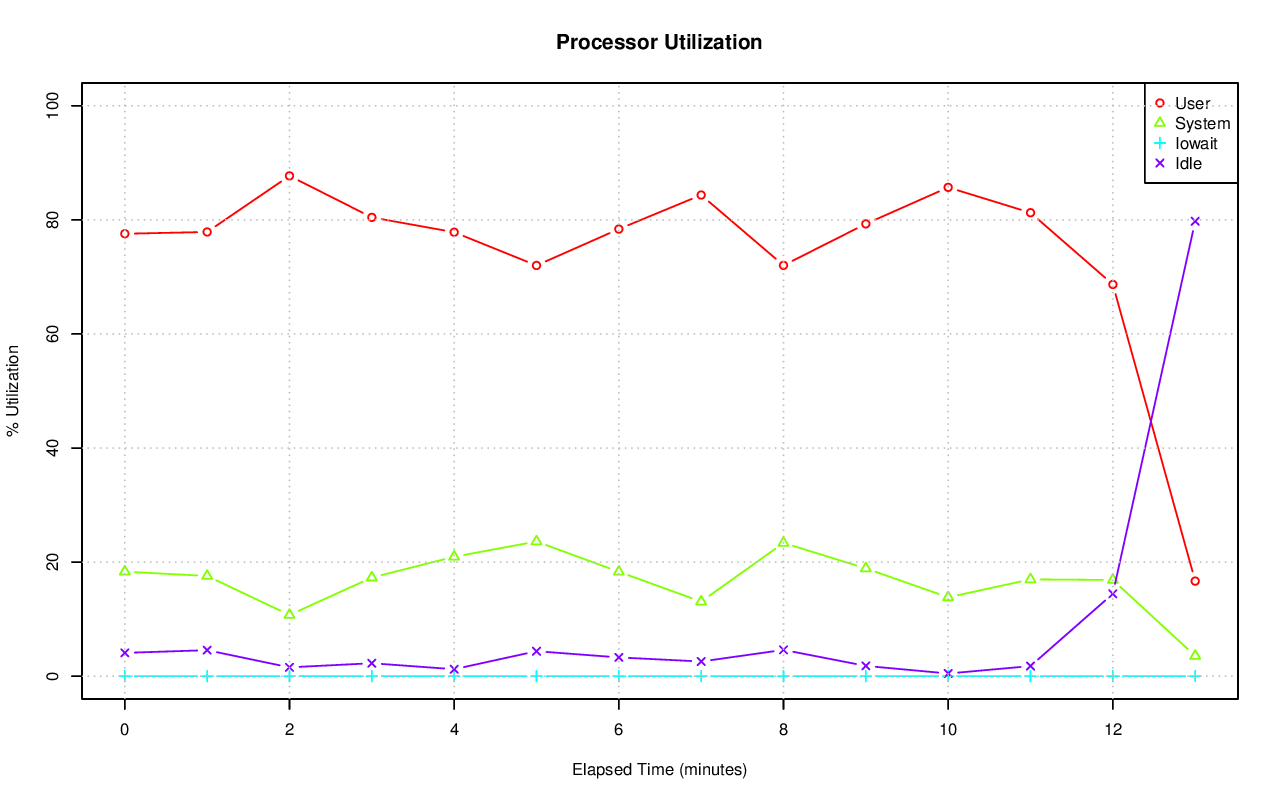 Processor Utilization
User
System
Iowait
Idle
% Utilization
100
80
60
40
20
0
0 2 4 6 8 10 12
Elapsed Time (minutes)